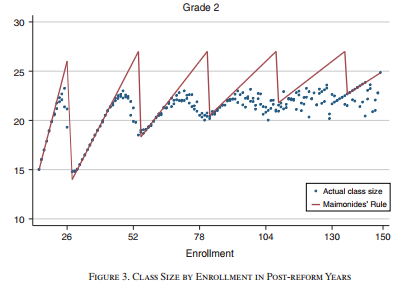 Grade 2
30
25
20
15
10
26 52 78 104 130 150
Enrollment
Actual class size
Maimonides' Rule
FIGURE 3. CLASS SIZE BY ENROLLMENT IN POST-REFORM YEARS